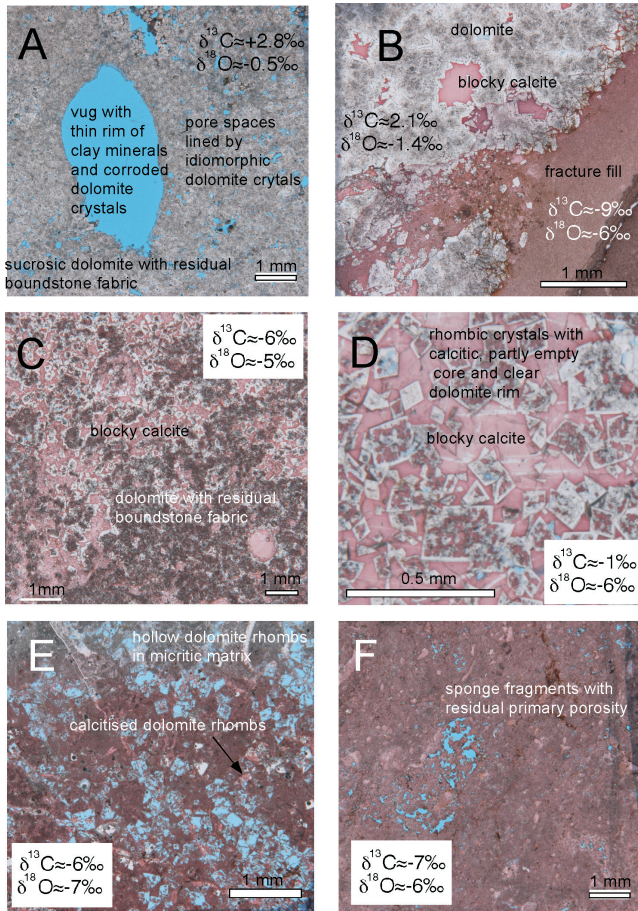 A
δ13C≈+2.8‰
δ18O≈-0.5‰
vug with
thin rim of
clay minerals
and corroded
dolomite
crystals
pore spaces
lined by
idiomorphic
dolomite crytals
sucrosic dolomite with residual
boundstone fabric
1 mm
B
dolomite
blocky calcite
δ13C≈2.1‰
δ18O≈-1.4‰
fracture fill
δ13C≈-9‰
δ18O≈-6‰
1 mm
C
δ13C≈-6‰
δ18O≈-5‰
blocky calcite
dolomite with residual
boundstone fabric
1mm
1 mm
D
rhombic crystals with
calcitic, partly empty
core and clear
dolomite rim
blocky calcite
δ13C≈-1‰
δ18O≈-6‰
0.5 mm
E
hollow dolomite rhombs
in micritic matrix
calcitised dolomite rhombs
δ13C≈-6‰
δ18O≈-7‰
1 mm
F
sponge fragments with
residual primary porosity
δ13C≈-7‰
δ18O≈-6‰
1 mm